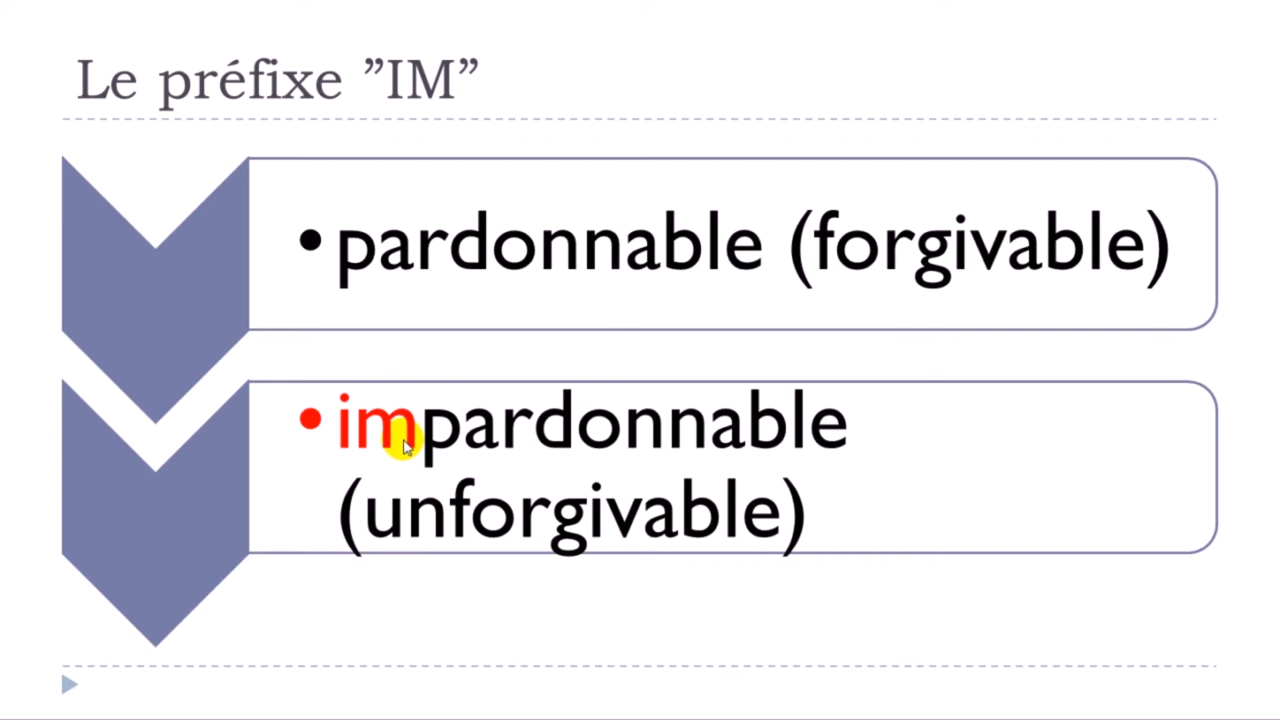 Le préfixe ”IM”
•pardonnable (forgivable)
•impardonnable
(unforgivable)